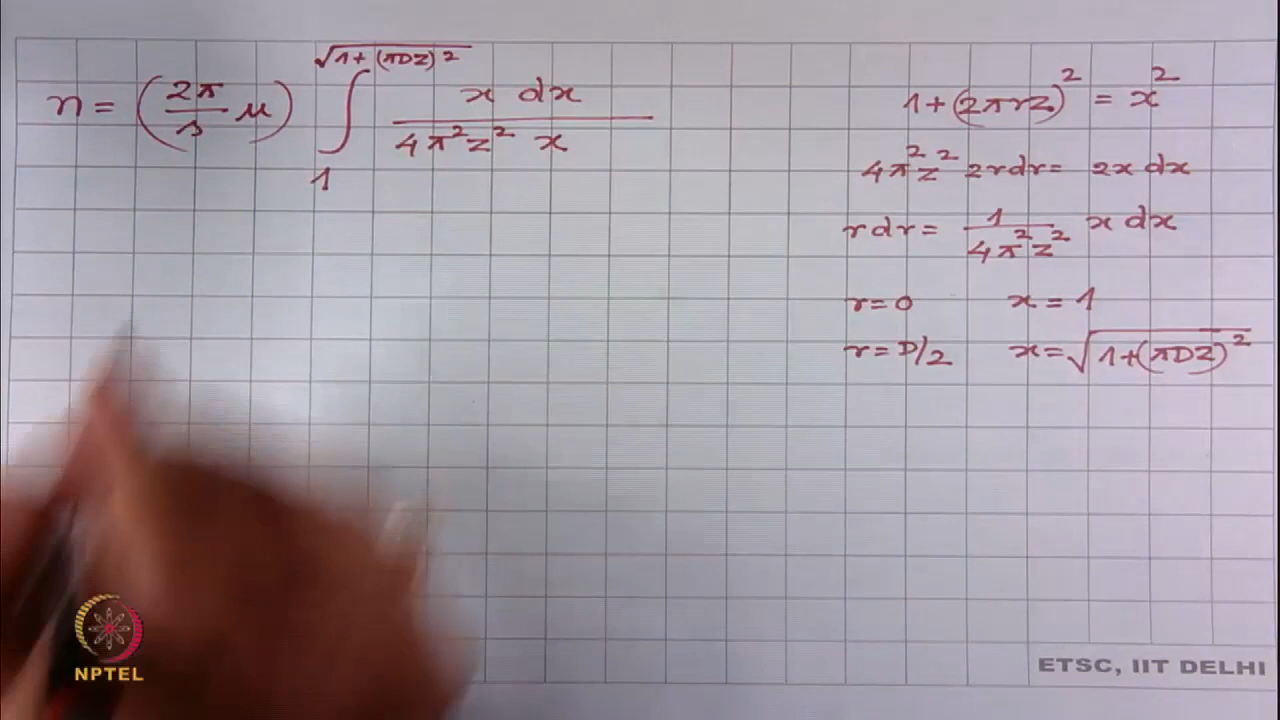 n = (2π/s μ) ∫₁^√(1+(πDZ)²) x dx / 4π²z² x
1+(2πrz)² = x²
4π²z² 2rdr = 2x dx
rdr = 1/4π²z² x dx
r=0 x=1
r=D/2 x=√(1+(πDZ)²)
NPTEL
ETSC, IIT DELHI